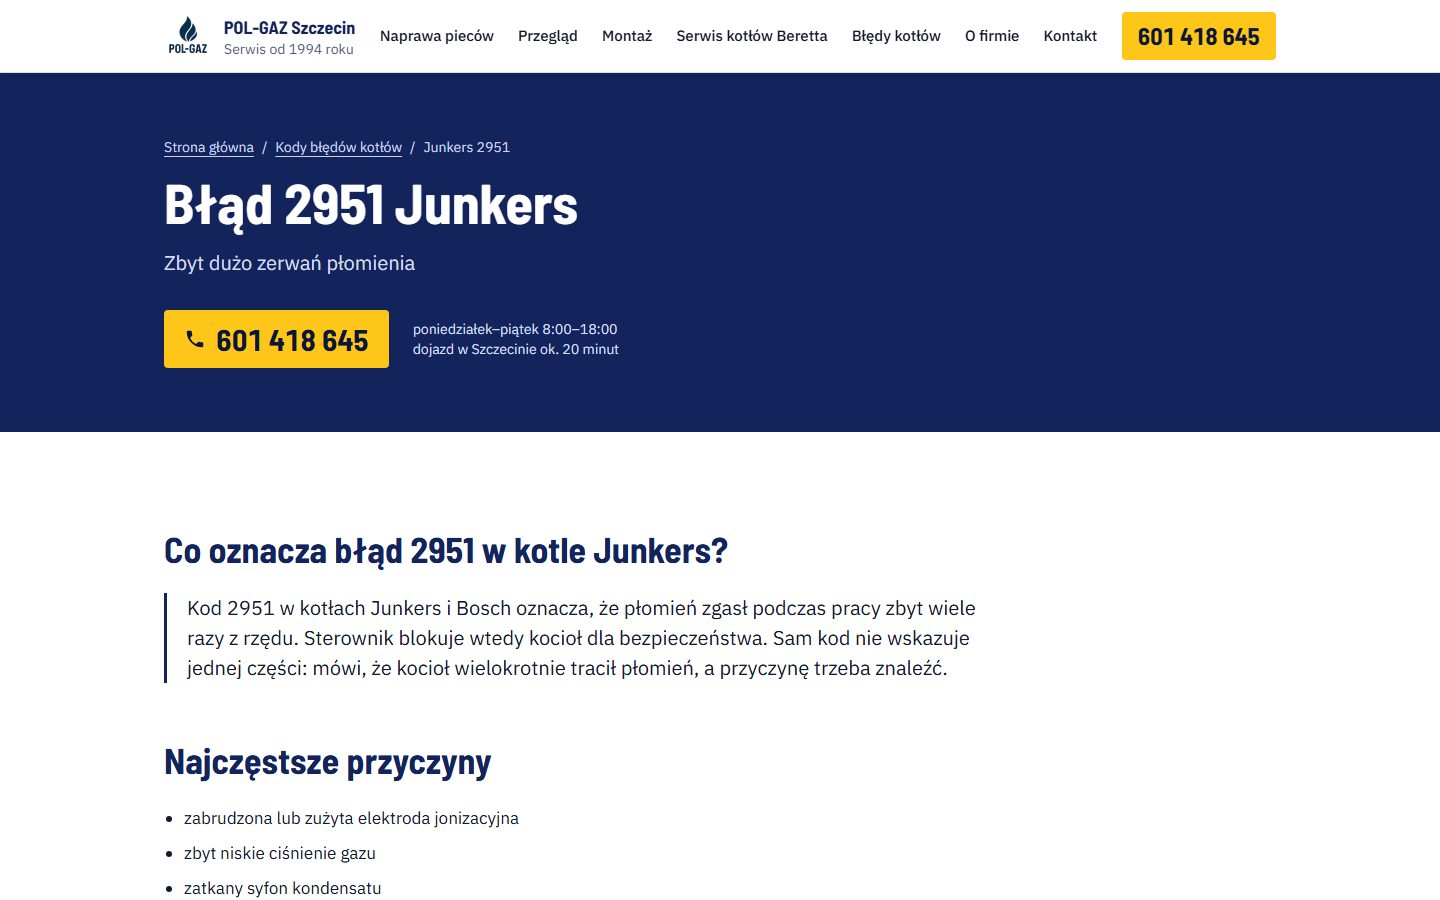 POL-GAZ
POL-GAZ Szczecin
Serwis od 1994 roku
Naprawa pieców
Przegląd
Montaż
Serwis kotłów Beretta
Błędy kotłów
O firmie
Kontakt
601 418 645
Strona główna / Kody błędów kotłów / Junkers 2951
Błąd 2951 Junkers
Zbyt dużo zerwań płomienia
601 418 645
poniedziałek–piątek 8:00–18:00
dojazd w Szczecinie ok. 20 minut
Co oznacza błąd 2951 w kotle Junkers?
Kod 2951 w kotłach Junkers i Bosch oznacza, że płomień zgasł podczas pracy zbyt wiele
razy z rzędu. Sterownik blokuje wtedy kocioł dla bezpieczeństwa. Sam kod nie wskazuje
jednej części: mówi, że kocioł wielokrotnie tracił płomień, a przyczynę trzeba znaleźć.
Najczęstsze przyczyny
• zabrudzona lub zużyta elektroda jonizacyjna
• zbyt niskie ciśnienie gazu
• zatkany syfon kondensatu